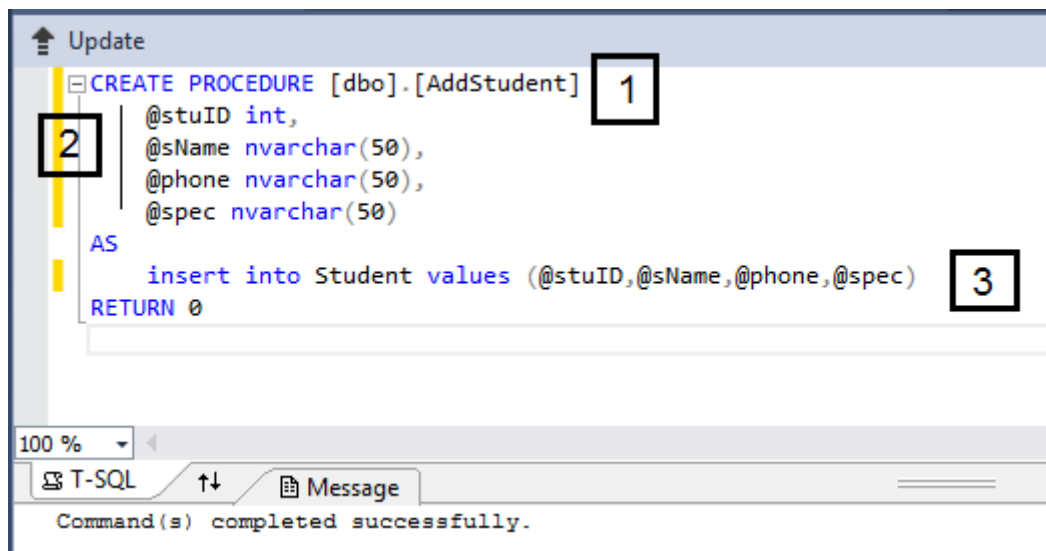 Update
CREATE PROCEDURE [dbo].[AddStudent] 1
@stuID int,
2 @sName nvarchar(50),
@phone nvarchar(50),
@spec nvarchar(50)
AS
insert into Student values (@stuID,@sName,@phone,@spec) 3
RETURN 0
100 %
T-SQL Message
Command(s) completed successfully.